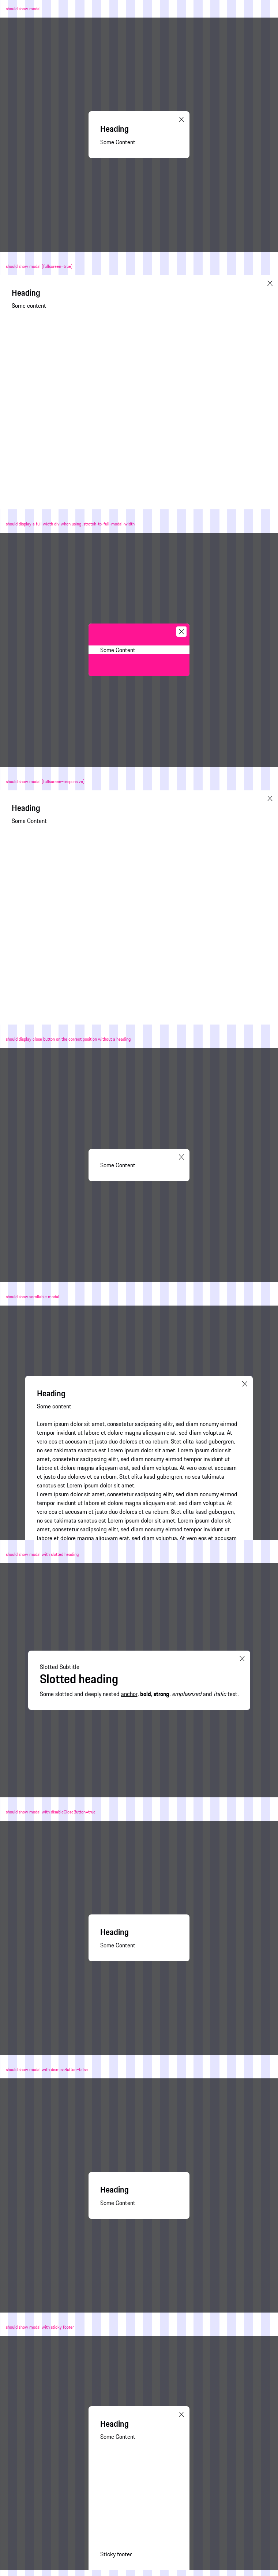 should show modal
Heading
Some Content
should show modal [fullscreen=true]
Heading
Some content
should display a full width div when using .stretch-to-full-modal-width
Some Content
should show modal [fullscreen=responsive]
Heading
Some Content
should display close button on the correct position without a heading
Some Content
should show scrollable modal
Heading
Some content
Lorem ipsum dolor sit amet, consetetur sadipscing elitr, sed diam nonumy eirmod
tempor invidunt ut labore et dolore magna aliquyam erat, sed diam voluptua. At
vero eos et accusam et justo duo dolores et ea rebum. Stet clita kasd gubergren,
no sea takimata sanctus est Lorem ipsum dolor sit amet. Lorem ipsum dolor sit
amet, consetetur sadipscing elitr, sed diam nonumy eirmod tempor invidunt ut
labore et dolore magna aliquyam erat, sed diam voluptua. At vero eos et accusam
et justo duo dolores et ea rebum. Stet clita kasd gubergren, no sea takimata
sanctus est Lorem ipsum dolor sit amet.
Lorem ipsum dolor sit amet, consetetur sadipscing elitr, sed diam nonumy eirmod
tempor invidunt ut labore et dolore magna aliquyam erat, sed diam voluptua. At
vero eos et accusam et justo duo dolores et ea rebum. Stet clita kasd gubergren,
no sea takimata sanctus est Lorem ipsum dolor sit amet. Lorem ipsum dolor sit
amet, consetetur sadipscing elitr, sed diam nonumy eirmod tempor invidunt ut
labore et dolore magna aliquyam erat, sed diam voluptua. At vero eos et accusam
should show modal with slotted heading
Slotted Subtitle
Slotted heading
Some slotted and deeply nested anchor, bold, strong, emphasized and italic text.
should show modal with disableCloseButton=true
Heading
Some Content
should show modal with dismissButton=false
Heading
Some Content
should show modal with sticky footer
Heading
Some Content
Sticky footer